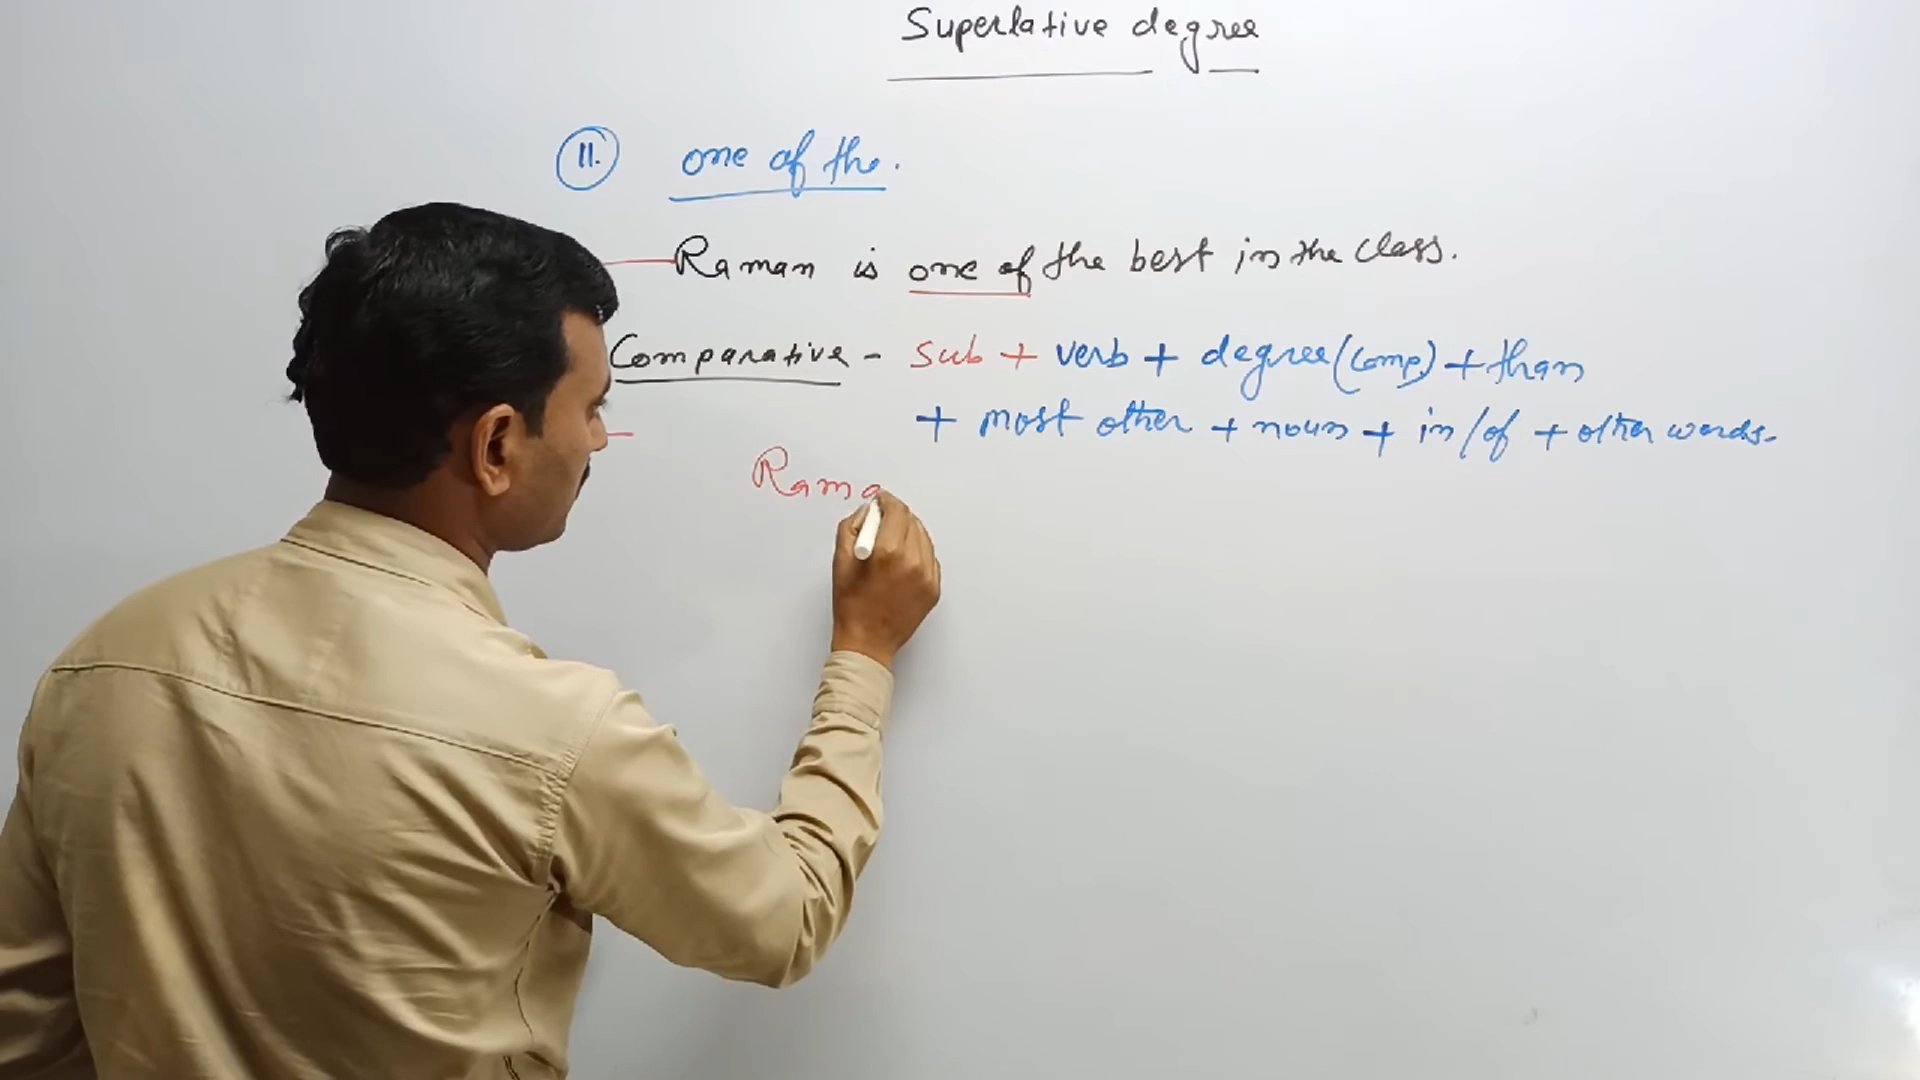 Superlative degree
II. one of the.
Raman is one of the best in the class.
Comparative - Sub + verb + degree (comp) + than
+ most other + noun + in/of + other words.
Rama